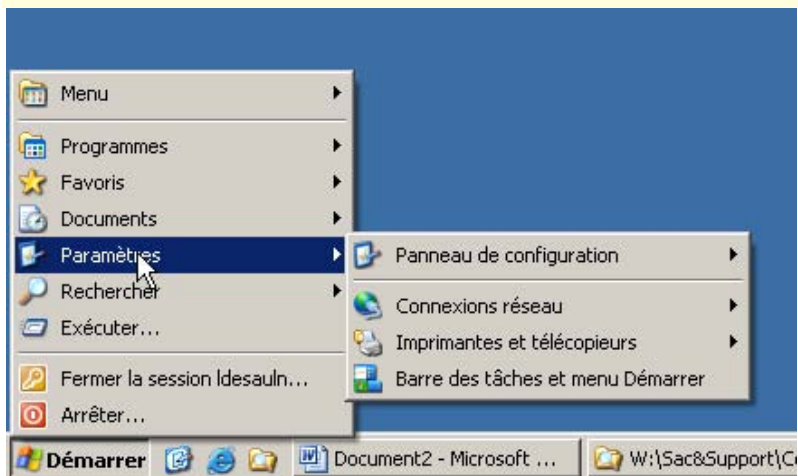 Menu
Programmes
Favoris
Documents
Paramètres
Rechercher
Exécuter...
Fermer la session ldesauln...
Arrêter...
Panneau de configuration
Connexions réseau
Imprimantes et télécopieurs
Barre des tâches et menu Démarrer
Démarrer
Document2 - Microsoft ...
W:\Sac&Support\C